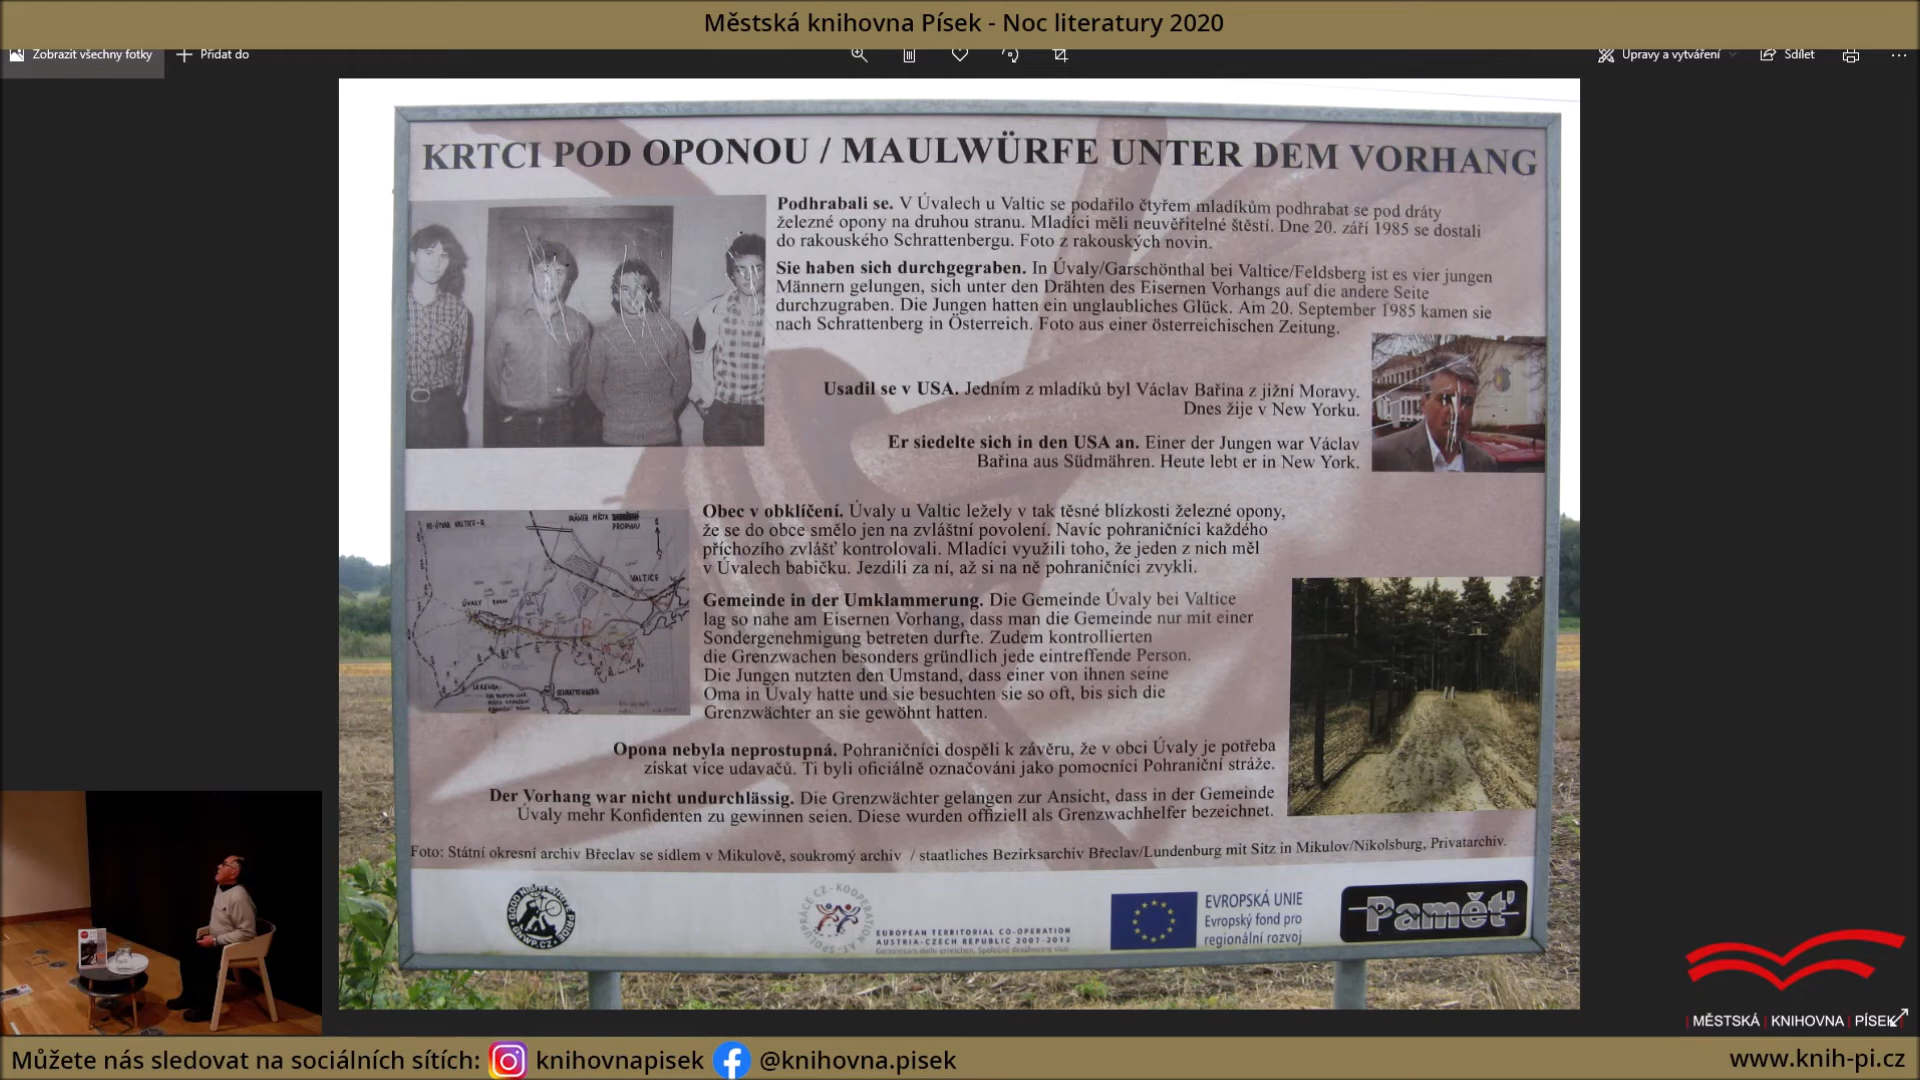 Městská knihovna Písek - Noc literatury 2020
Zobrazit všechny fotky
Přidat do
Úpravy a vytváření
Sdílet
KRTCI POD OPONOU / MAULWÜRFE UNTER DEM VORHANG
Podhrabali se. V Úvalech u Valtic se podařilo čtyřem mladíkům podhrabat se pod dráty
železné opony na druhou stranu. Mladíci měli neuvěřitelné štěstí. Dne 20. září 1985 se dostali
do rakouského Schrattenbergu. Foto z rakouských novin.
Sie haben sich durchgegraben. In Úvaly/Garschönthal bei Valtice/Feldsberg ist es vier jungen
Männern gelungen, sich unter den Drähten des Eisernen Vorhangs auf die andere Seite
durchzugraben. Die Jungen hatten ein unglaubliches Glück. Am 20. September 1985 kamen sie
nach Schrattenberg in Österreich. Foto aus einer österreichischen Zeitung.
Usadil se v USA. Jedním z mladíků byl Václav Bařina z jižní Moravy.
Dnes žije v New Yorku.
Er siedelte sich in den USA an. Einer der Jungen war Václav
Bařina aus Südmähren. Heute lebt er in New York.
VALTICE
ÚVALY
Obec v obklíčení. Úvaly u Valtic ležely v tak těsné blízkosti železné opony,
že se do obce smělo jen na zvláštní povolení. Navíc pohraničníci každého
příchozího zvlášť kontrolovali. Mladíci využili toho, že jeden z nich měl
v Úvalech babičku. Jezdili za ní, až si na ně pohraničníci zvykli.
Gemeinde in der Umklammerung. Die Gemeinde Úvaly bei Valtice
lag so nahe am Eisernen Vorhang, dass man die Gemeinde nur mit einer
Sondergenehmigung betreten durfte. Zudem kontrollierten
die Grenzwachen besonders gründlich jede eintreffende Person.
Die Jungen nutzten den Umstand, dass einer von ihnen seine
Oma in Úvaly hatte und sie besuchten sie so oft, bis sich die
Grenzwächter an sie gewöhnt hatten.
Opona nebyla neprostupná. Pohraničníci dospěli k závěru, že v obci Úvaly je potřeba
získat více udavačů. Ti byli oficiálně označováni jako pomocníci Pohraniční stráže.
Der Vorhang war nicht undurchlässig. Die Grenzwächter gelangen zur Ansicht, dass in der Gemeinde
Úvaly mehr Konfidenten zu gewinnen seien. Diese wurden offiziell als Grenzwachhelfer bezeichnet.
Foto: Státní okresní archiv Břeclav se sídlem v Mikulově, soukromý archiv / staatliches Bezirksarchiv Břeclav/Lundenburg mit Sitz in Mikulov/Nikolsburg, Privatarchiv.
GOOD NIGHT WHITE PRIDE
GNWP.CZ
SPOLUPRÁCE CZ - KOOPERATION AT
EUROPEAN TERRITORIAL CO-OPERATION
AUSTRIA-CZECH REPUBLIC 2007-2013
Gemeinsam mehr erreichen. Společně dosáhneme více.
EVROPSKÁ UNIE
Evropský fond pro
regionální rozvoj
Paměť
MĚSTSKÁ KNIHOVNA PÍSEK
Můžete nás sledovat na sociálních sítích: knihovnapisek @knihovna.pisek
www.knih-pi.cz